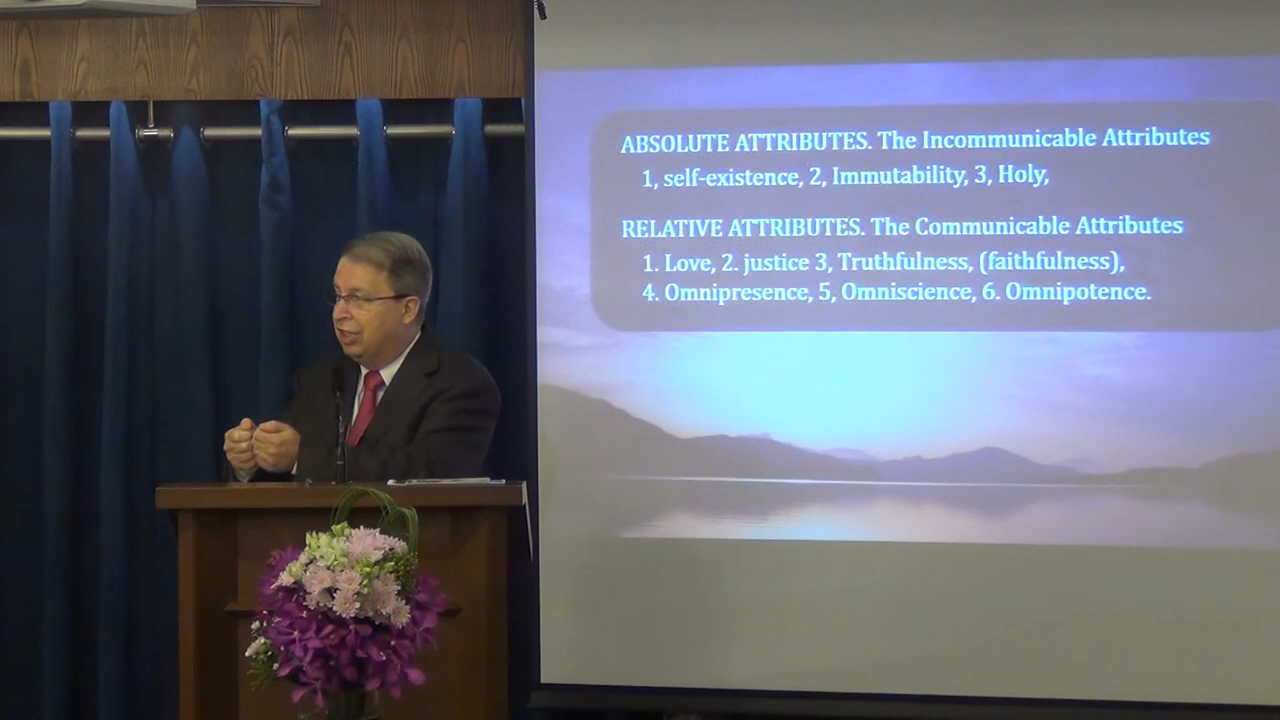 ABSOLUTE ATTRIBUTES. The Incommunicable Attributes
1, self-existence, 2, Immutability, 3, Holy,
RELATIVE ATTRIBUTES. The Communicable Attributes
1. Love, 2. justice 3, Truthfulness, (faithfulness),
4. Omnipresence, 5, Omniscience, 6. Omnipotence.